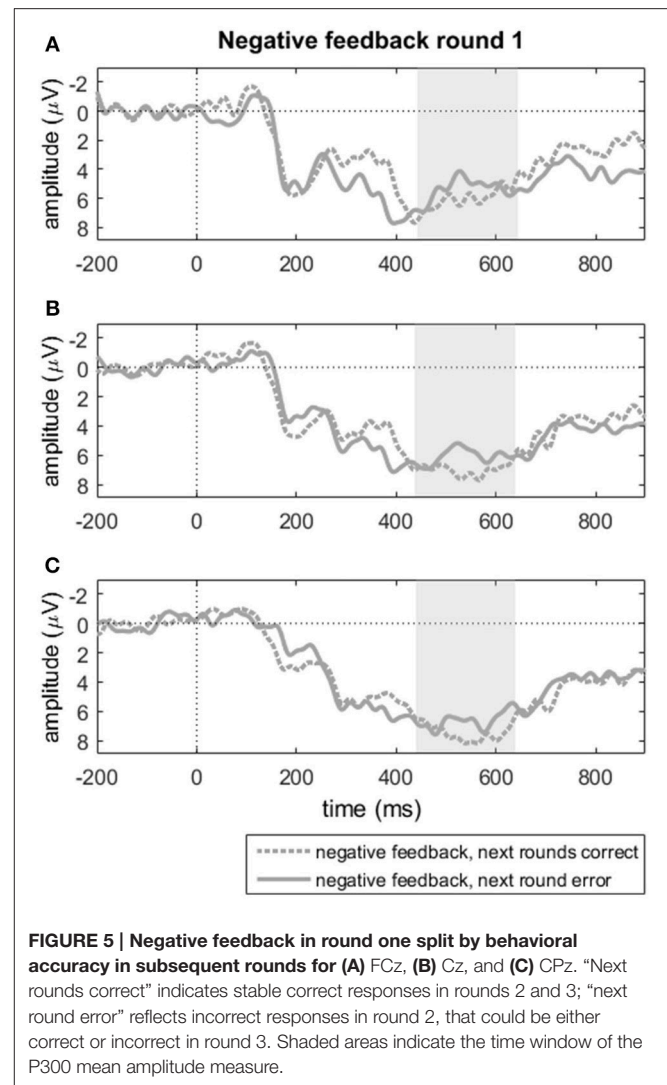 A
Negative feedback round 1
amplitude (μV)
-2
0
2
4
6
8
-200
0
200
400
600
800
B
amplitude (μV)
-2
0
2
4
6
8
-200
0
200
400
600
800
C
amplitude (μV)
-2
0
2
4
6
8
-200
0
200
400
600
800
time (ms)
negative feedback, next rounds correct
negative feedback, next round error
FIGURE 5 | Negative feedback in round one split by behavioral
accuracy in subsequent rounds for (A) FCz, (B) Cz, and (C) CPz. “Next
rounds correct” indicates stable correct responses in rounds 2 and 3; “next
round error” reflects incorrect responses in round 2, that could be either
correct or incorrect in round 3. Shaded areas indicate the time window of the
P300 mean amplitude measure.